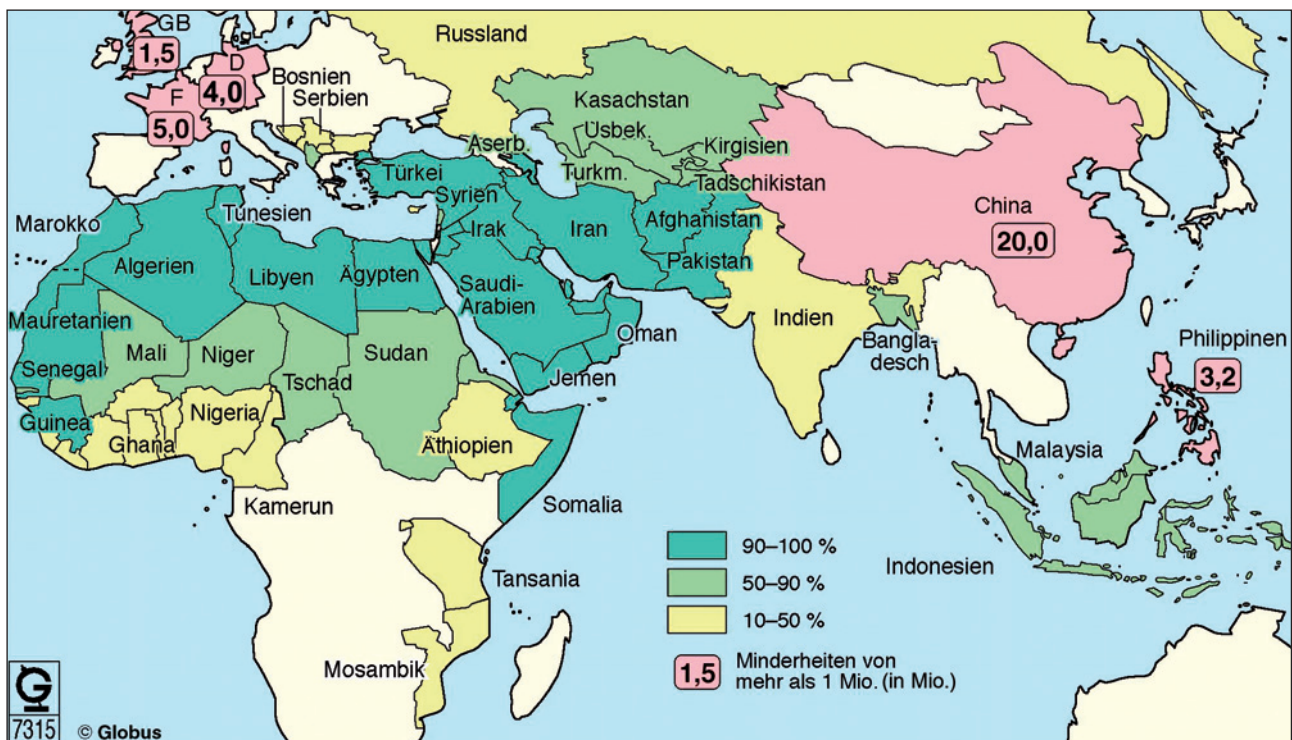 GB
1,5
D
4,0
F
5,0
Russland
Bosnien
Serbien
Kasachstan
Üsbek.
Kirgisien
Aserb.
Turkm.
Tadschikistan
Türkei
Syrien
Irak
Iran
Afghanistan
Pakistan
China
20,0
Marokko
Tunesien
Algerien
Libyen
Ägypten
Saudi-
Arabien
Oman
Jemen
Indien
Bangla-
desch
Philippinen
3,2
Mauretanien
Senegal
Mali
Niger
Tschad
Sudan
Guinea
Ghana
Nigeria
Äthiopien
Kamerun
Somalia
Malaysia
Indonesien
Tansania
Mosambik
90–100 %
50–90 %
10–50 %
1,5
Minderheiten von
mehr als 1 Mio. (in Mio.)
G
7315
© Globus